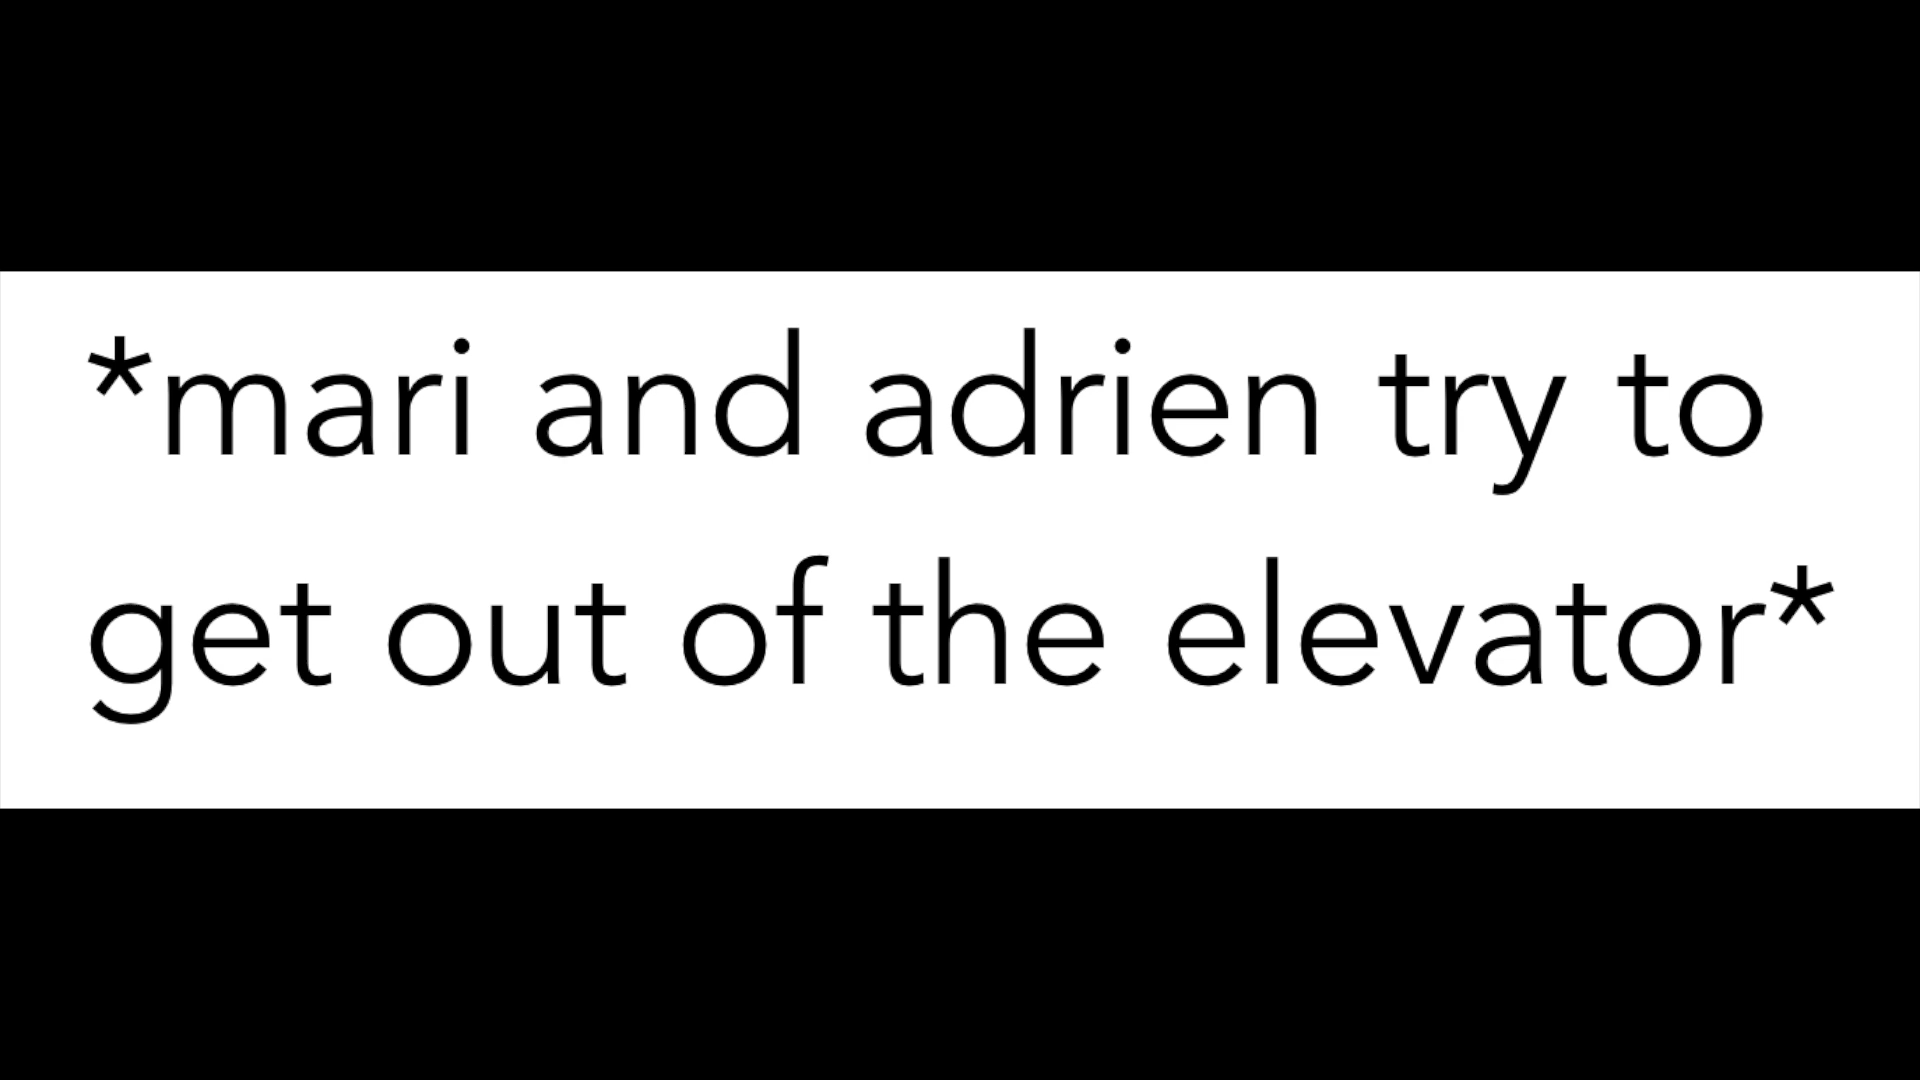 *mari and adrien try to
get out of the elevator*